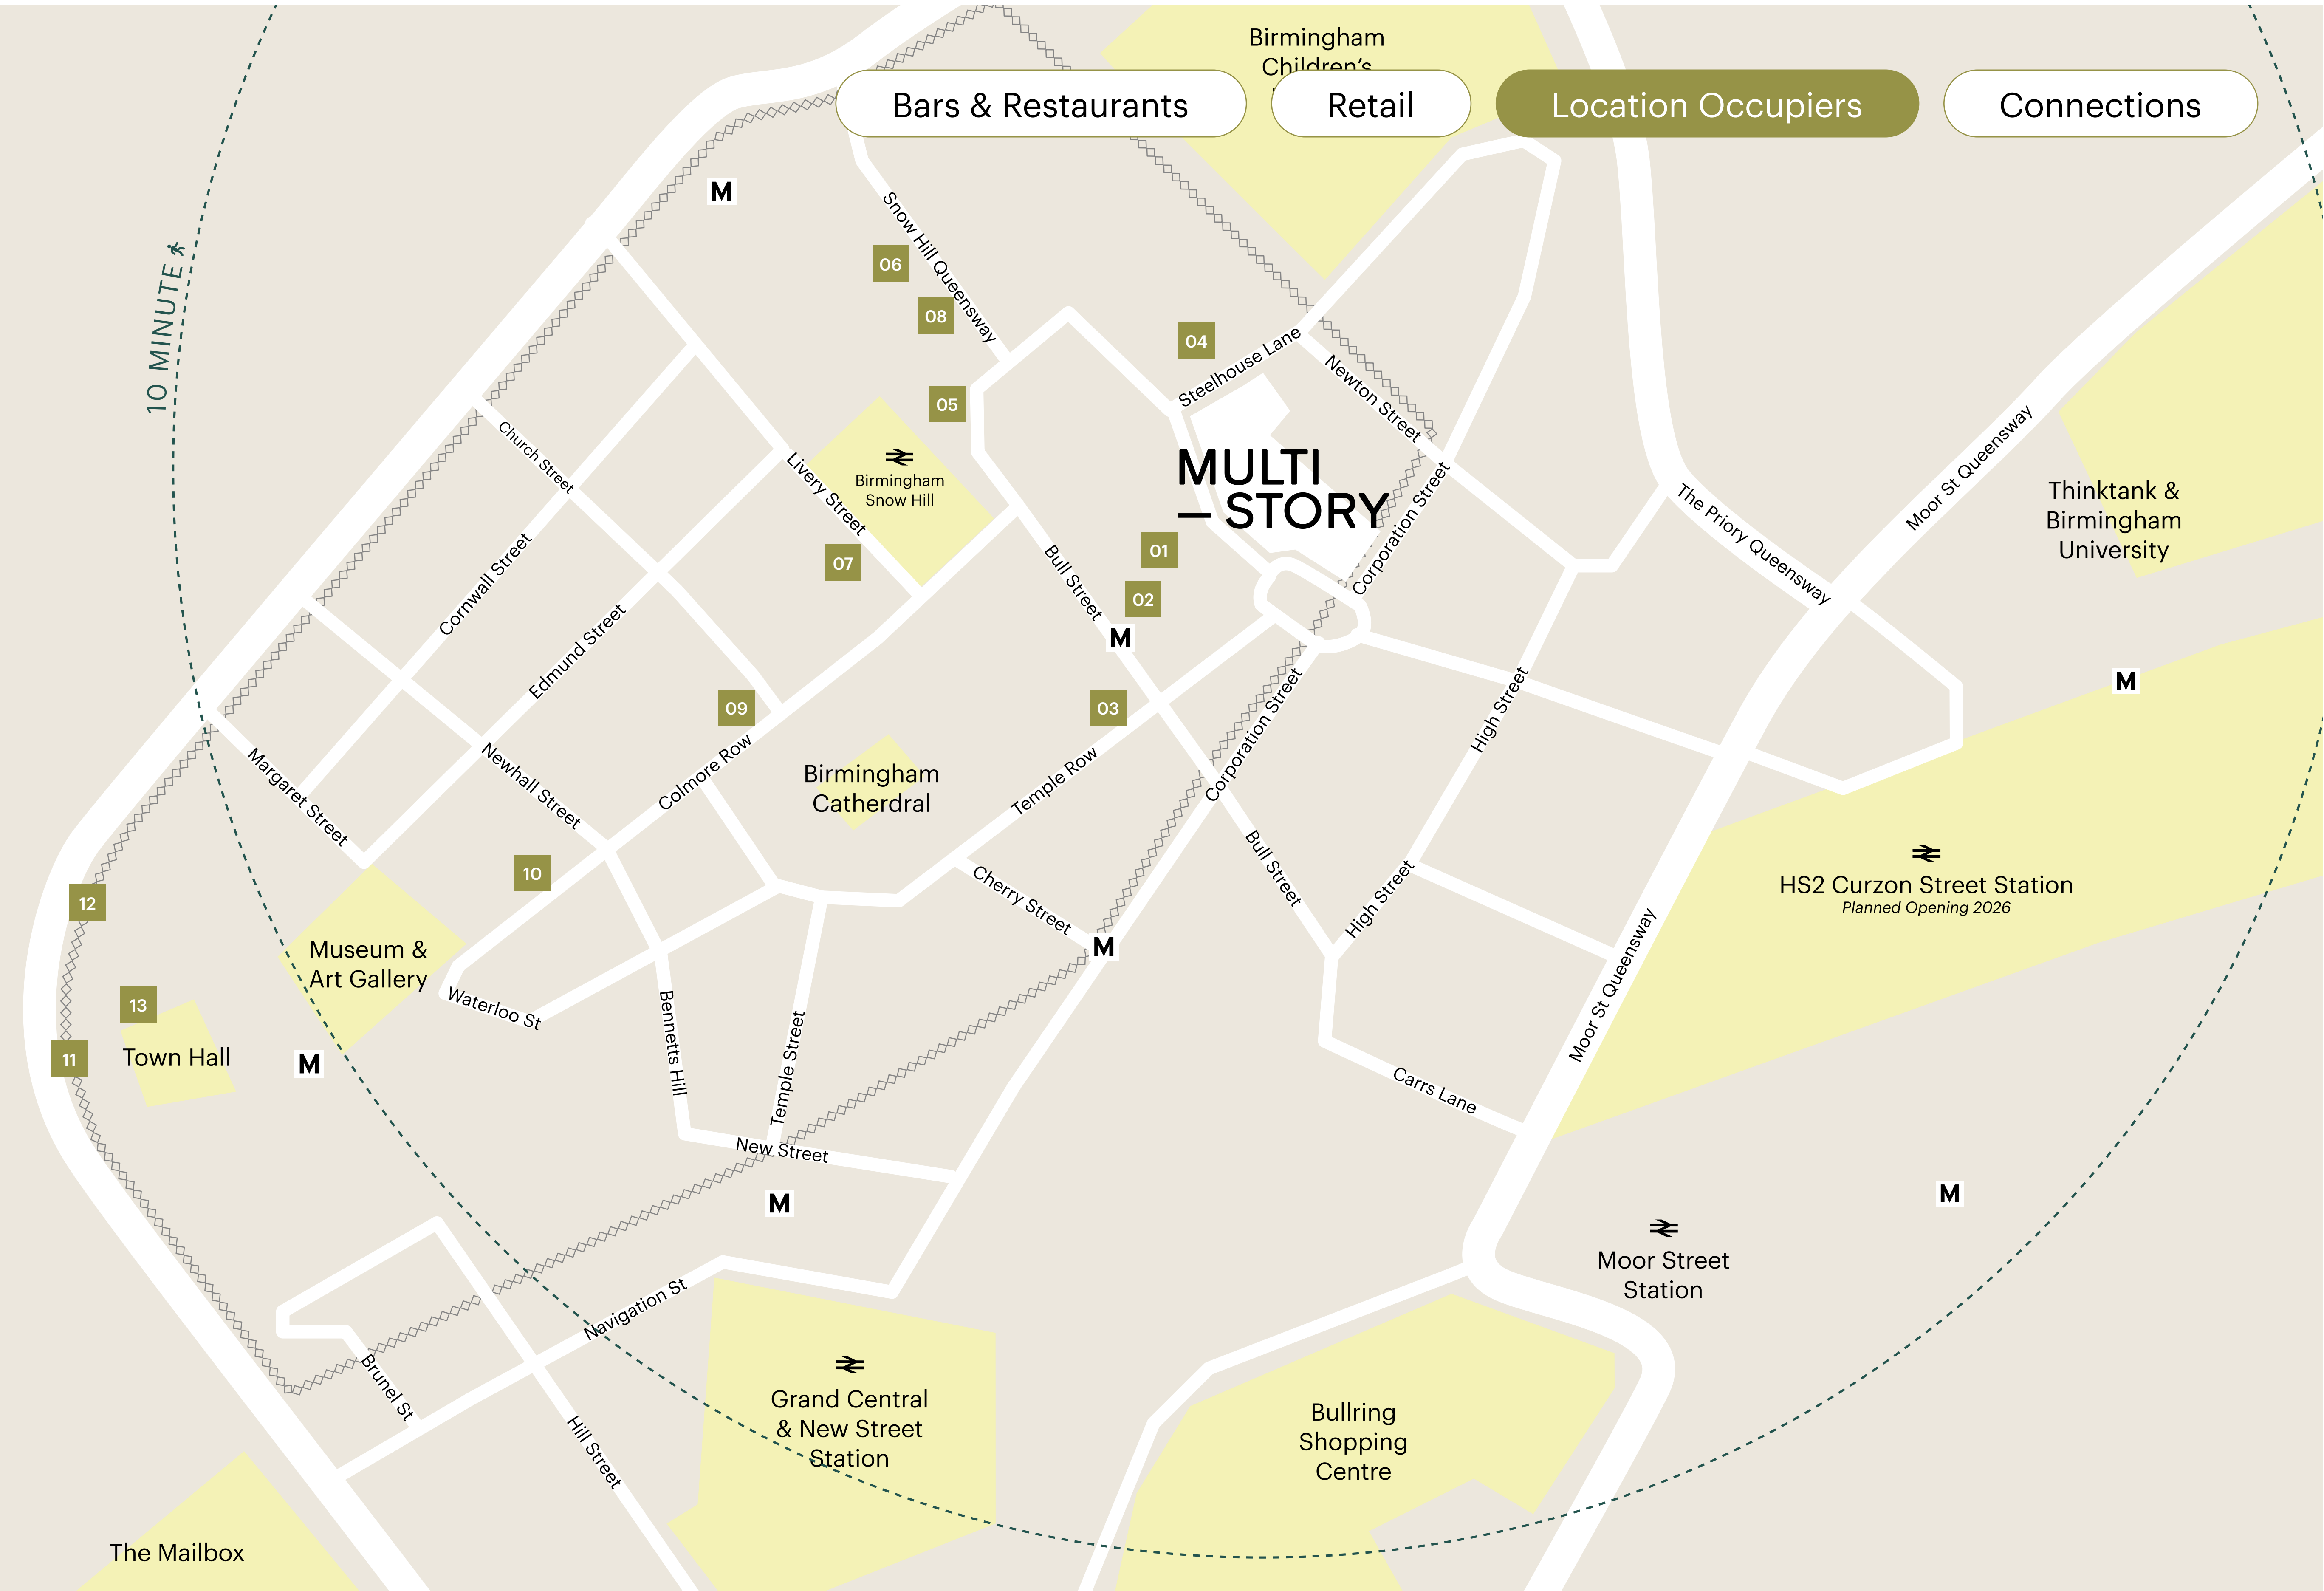 Birmingham
Children's
Bars & Restaurants
Retail
Location Occupiers
Connections
M
10 MINUTE
Snow Hill Queensway
06
08
04
Steelhouse Lane
Newton Street
05
Church Street
Livery Street
Birmingham
Snow Hill
MULTI
— STORY
Corporation Street
The Priory Queensway
Moor St Queensway
Thinktank &
Birmingham
University
Cornwall Street
Edmund Street
07
Bull Street
01
02
M
M
09
03
High Street
Corporation Street
Margaret Street
Newhall Street
Colmore Row
Birmingham
Catherdral
Temple Row
10
12
Cherry Street
Bull Street
High Street
HS2 Curzon Street Station
Planned Opening 2026
Museum &
Art Gallery
M
Moor St Queensway
13
Waterloo St
Bennetts Hill
Temple Street
11
Town Hall
M
Carrs Lane
New Street
M
M
Moor Street
Station
Navigation St
Brunel St
Hill Street
Grand Central
& New Street
Station
Bullring
Shopping
Centre
The Mailbox